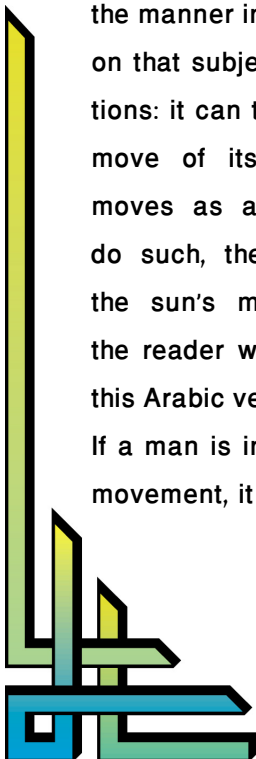 the manner in
on that subje
tions: it can t
move of its
moves as a
do such, the
the sun's m
the reader w
this Arabic ve
If a man is in
movement, it